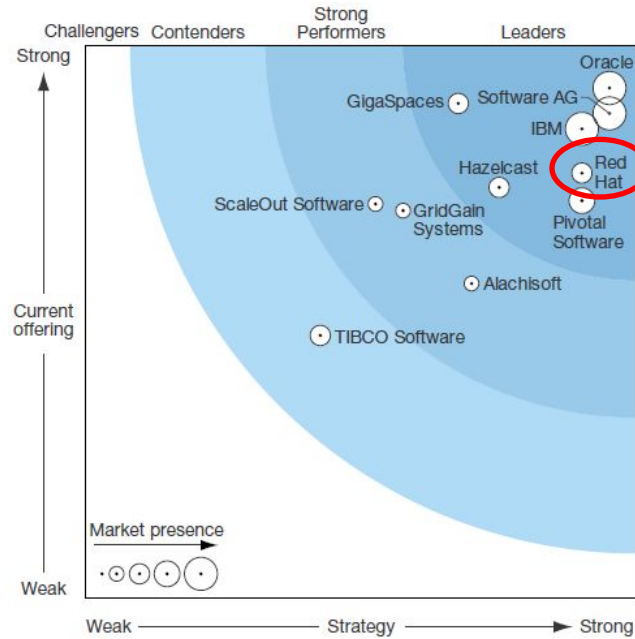 Challengers
Contenders
Strong
Performers
Leaders
Strong
Oracle
GigaSpaces
Software AG
IBM
Hazelcast
Red
Hat
ScaleOut Software
GridGain
Systems
Pivotal
Software
Alachisoft
Current
offering
TIBCO Software
Market presence
Weak
Weak
Strategy
Strong